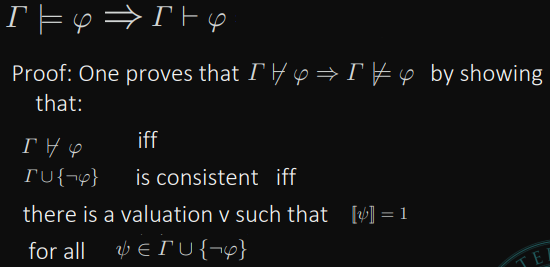 Γ ⊨ φ ⟹ Γ ⊢ φ
Proof: One proves that Γ ⊬ φ ⇒ Γ ⊭ φ by showing
that:
Γ ⊬ φ iff
Γ∪{¬φ} is consistent iff
there is a valuation v such that ⟦ψ⟧ = 1
for all ψ ∈ Γ ∪ {¬φ}